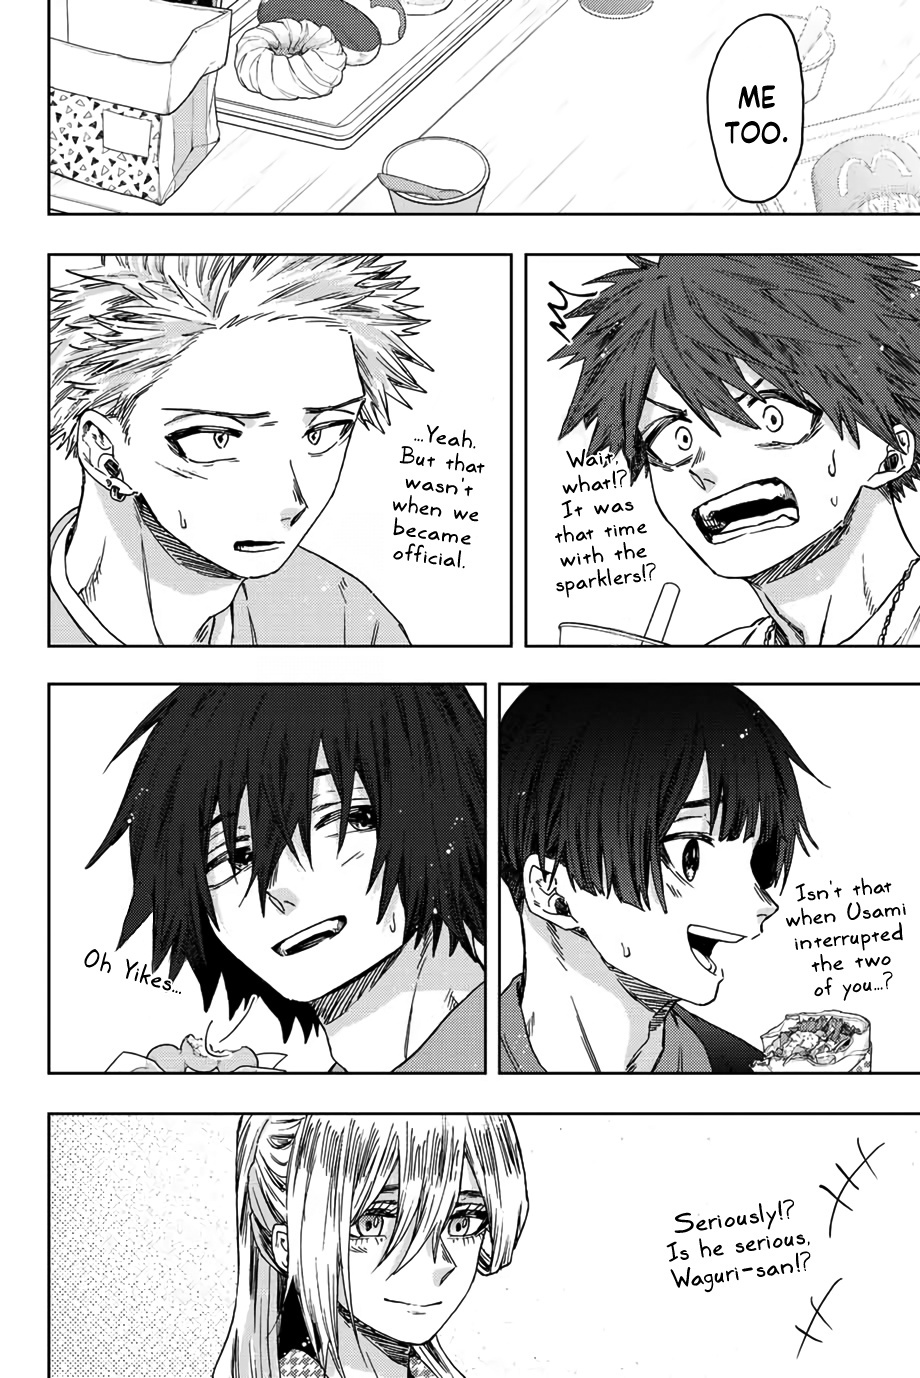 ME
TOO.
Wait,
what!?
It was
that time
with the
sparklers!?
...Yeah.
But that
wasn't
when we
became
official.
Isn't that
when Usami
interrupted
the two
of you...?
Oh Yikes...
Seriously!?
Is he serious,
Waguri-san!?